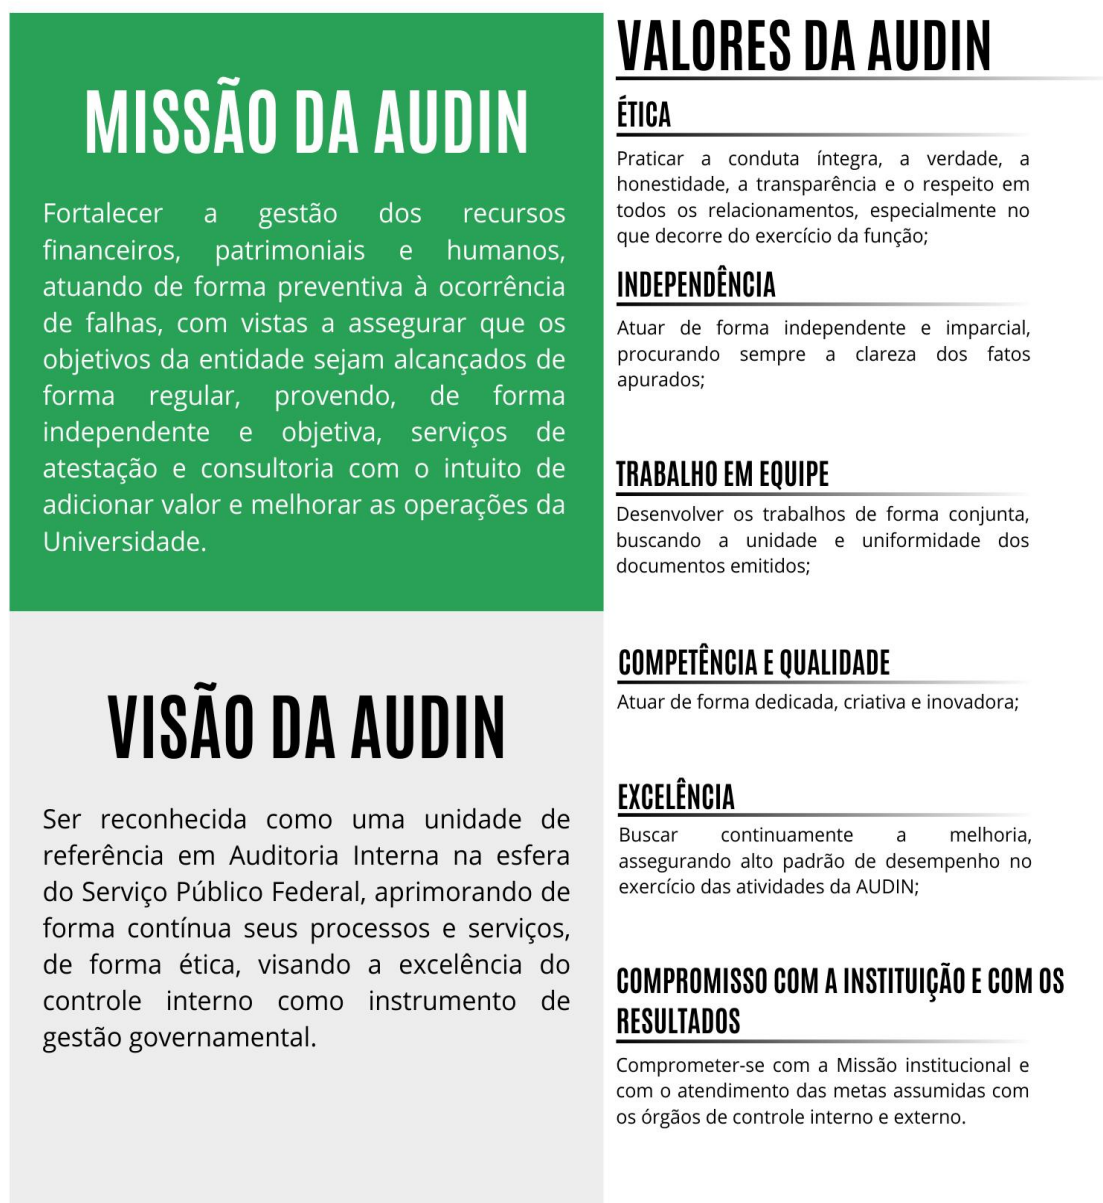 MISSÃO DA AUDIN
Fortalecer a gestão dos recursos
financeiros, patrimoniais e humanos,
atuando de forma preventiva à ocorrência
de falhas, com vistas a assegurar que os
objetivos da entidade sejam alcançados de
forma regular, provendo, de forma
independente e objetiva, serviços de
atestação e consultoria com o intuito de
adicionar valor e melhorar as operações da
Universidade.
VISÃO DA AUDIN
Ser reconhecida como uma unidade de
referência em Auditoria Interna na esfera
do Serviço Público Federal, aprimorando de
forma contínua seus processos e serviços,
de forma ética, visando a excelência do
controle interno como instrumento de
gestão governamental.
VALORES DA AUDIN
ÉTICA
Praticar a conduta íntegra, a verdade, a
honestidade, a transparência e o respeito em
todos os relacionamentos, especialmente no
que decorre do exercício da função;
INDEPENDÊNCIA
Atuar de forma independente e imparcial,
procurando sempre a clareza dos fatos
apurados;
TRABALHO EM EQUIPE
Desenvolver os trabalhos de forma conjunta,
buscando a unidade e uniformidade dos
documentos emitidos;
COMPETÊNCIA E QUALIDADE
Atuar de forma dedicada, criativa e inovadora;
EXCELÊNCIA
Buscar continuamente a melhoria,
assegurando alto padrão de desempenho no
exercício das atividades da AUDIN;
COMPROMISSO COM A INSTITUIÇÃO E COM OS
RESULTADOS
Comprometer-se com a Missão institucional e
com o atendimento das metas assumidas com
os órgãos de controle interno e externo.